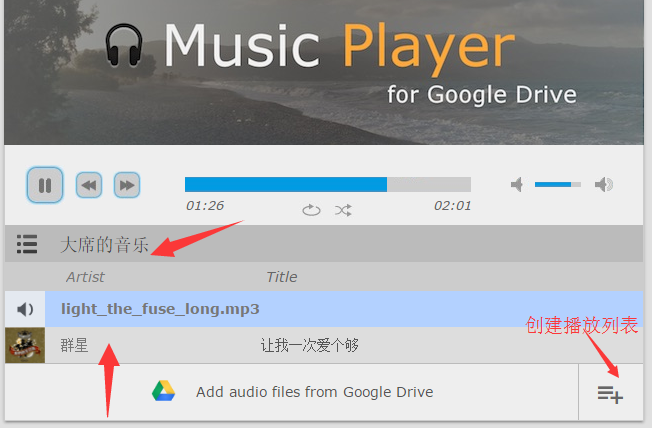 Music Player
for Google Drive
01:26
02:01
大席的音乐
Artist Title
light_the_fuse_long.mp3
创建播放列表
群星 让我一次爱个够
Add audio files from Google Drive